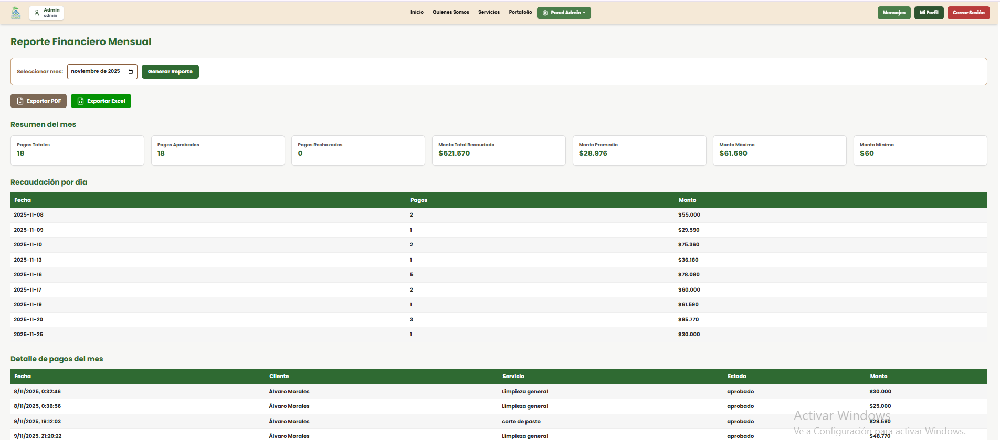 Admin
admin
Inicio Quienes Somos Servicios Portafolio Panel Admin
Mensajes Mi Perfil Cerrar Sesión
Reporte Financiero Mensual
Seleccionar mes: noviembre de 2025 Generar Reporte
Exportar PDF Exportar Excel
Resumen del mes
Pagos Totales Pagos Aprobados Pagos Rechazados Monto Total Recaudado Monto Promedio Monto Máximo Monto Mínimo
18 18 0 $521.570 $28.976 $61.590 $60
Recaudación por día
Fecha Pagos Monto
2025-11-08 2 $55.000
2025-11-09 1 $29.590
2025-11-10 2 $75.360
2025-11-13 1 $36.180
2025-11-16 5 $78.080
2025-11-17 2 $60.000
2025-11-19 1 $61.590
2025-11-20 3 $95.770
2025-11-25 1 $30.000
Detalle de pagos del mes
Fecha Cliente Servicio Estado Monto
8/11/2025, 0:32:46 Álvaro Morales Limpieza general aprobado $30.000
8/11/2025, 0:36:56 Álvaro Morales Limpieza general aprobado $25.000
9/11/2025, 19:12:03 Álvaro Morales corte de pasto aprobado $29.590
9/11/2025, 21:20:22 Álvaro Morales Limpieza general aprobado $48.770
Activar Windows
Ve a Configuración para activar Windows.